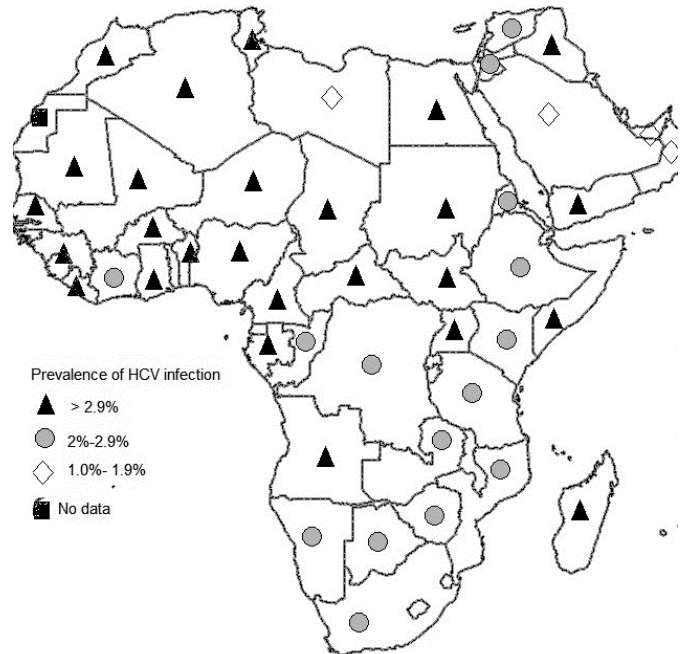 Prevalence of HCV infection
> 2.9%
2%-2.9%
1.0%- 1.9%
No data